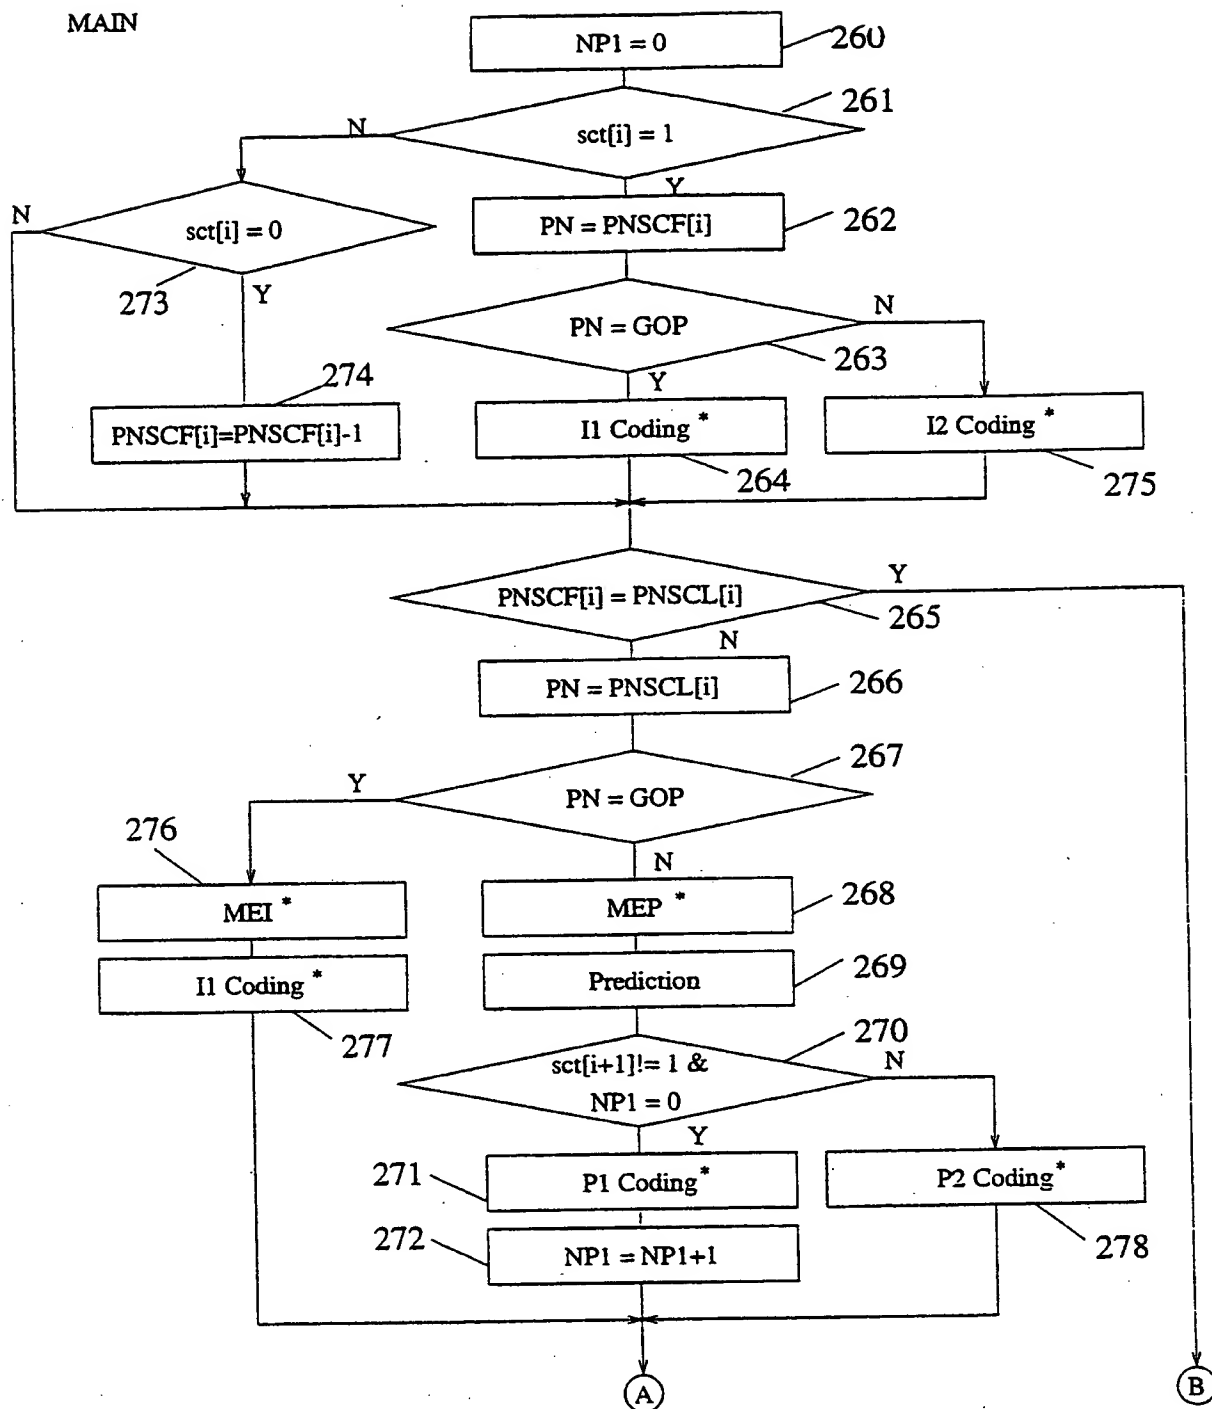 MAIN
NP1 = 0
260
261
N
sct[i] = 1
Y
N
sct[i] = 0
PN = PNSCF[i]
262
273
Y
N
PN = GOP
263
274
Y
PNSCF[i]=PNSCF[i]-1
I1 Coding *
I2 Coding *
264
275
PNSCF[i] = PNSCL[i]
Y
265
N
PN = PNSCL[i]
266
267
Y
PN = GOP
276
N
MEI *
MEP *
268
I1 Coding *
Prediction
269
277
270
sct[i+1]!= 1 &
NP1 = 0
N
Y
271
P1 Coding *
P2 Coding *
272
NP1 = NP1+1
278
A
B